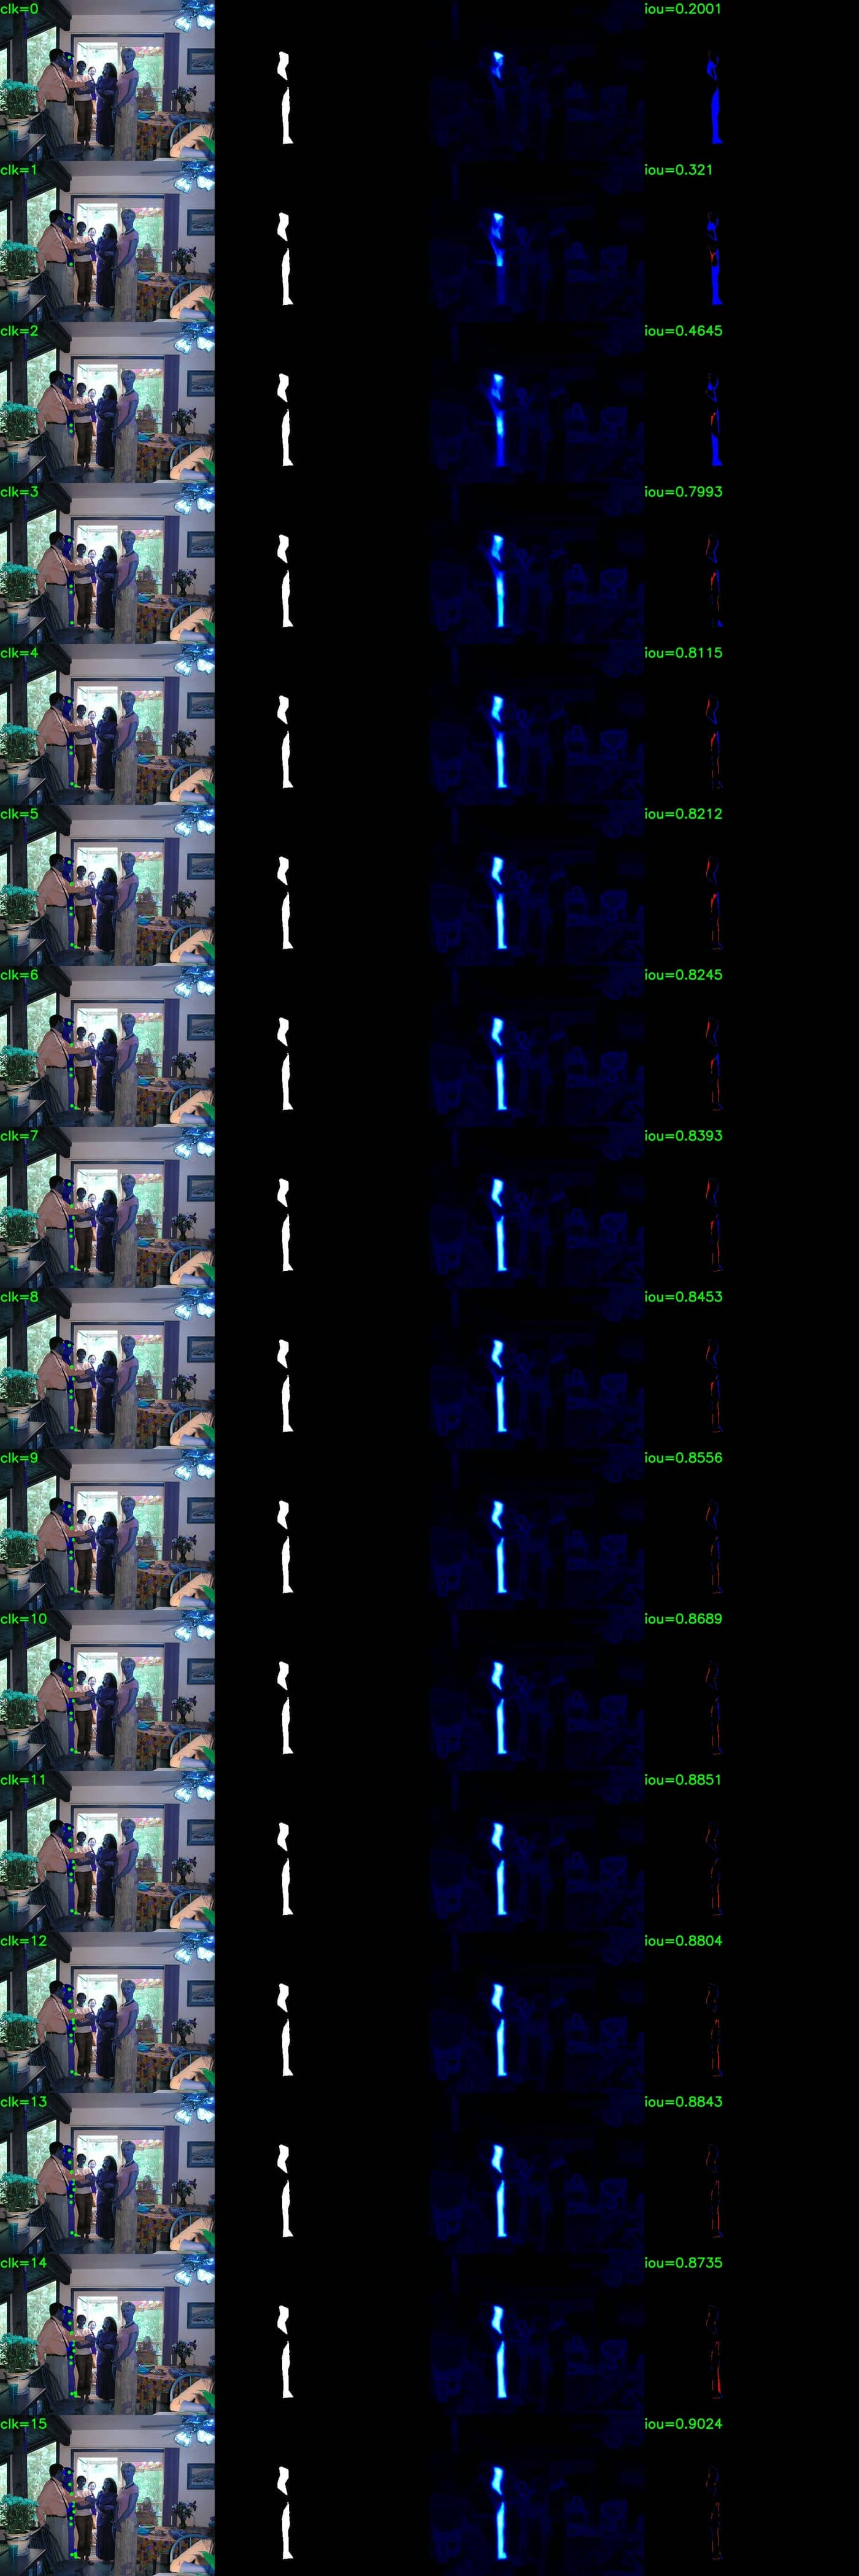 clk=0 iou=0.2001
clk=1 iou=0.321
clk=2 iou=0.4645
clk=3 iou=0.7993
clk=4 iou=0.8115
clk=5 iou=0.8212
clk=6 iou=0.8245
clk=7 iou=0.8393
clk=8 iou=0.8453
clk=9 iou=0.8556
clk=10 iou=0.8689
clk=11 iou=0.8851
clk=12 iou=0.8804
clk=13 iou=0.8843
clk=14 iou=0.8735
clk=15 iou=0.9024